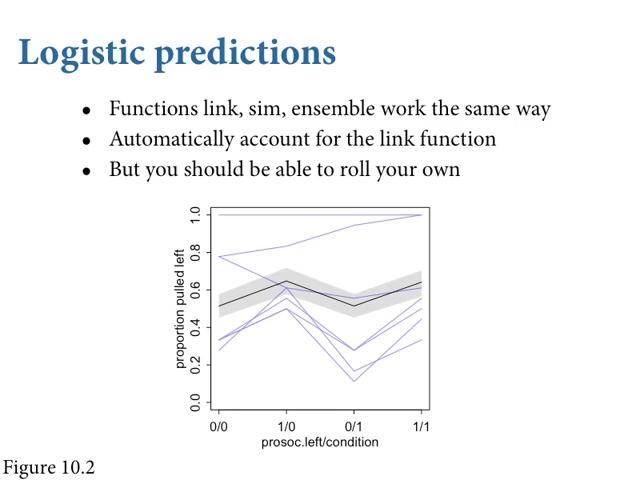 Logistic predictions
• Functions link, sim, ensemble work the same way
• Automatically account for the link function
• But you should be able to roll your own
proportion pulled left
1.0
0.8
0.6
0.4
0.2
0.0
0/0 1/0 0/1 1/1
prosoc.left/condition
Figure 10.2